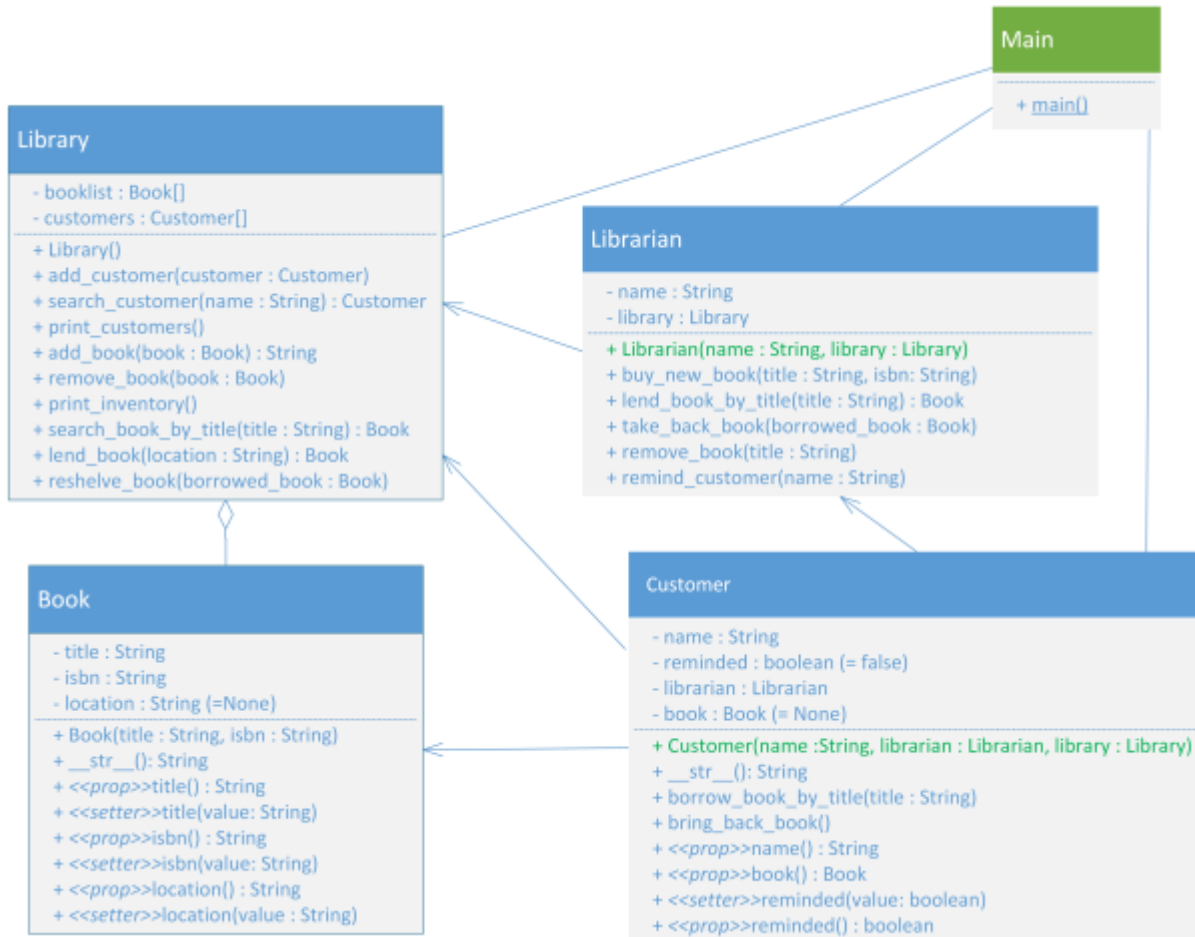 Main
+ main()
Library
- booklist : Book[]
- customers : Customer[]
+ Library()
+ add_customer(customer : Customer)
+ search_customer(name : String) : Customer
+ print_customers()
+ add_book(book : Book) : String
+ remove_book(book : Book)
+ print_inventory()
+ search_book_by_title(title : String) : Book
+ lend_book(location : String) : Book
+ reshelve_book(borrowed_book : Book)
Librarian
- name : String
- library : Library
+ Librarian(name : String, library : Library)
+ buy_new_book(title : String, isbn: String)
+ lend_book_by_title(title : String) : Book
+ take_back_book(borrowed_book : Book)
+ remove_book(title : String)
+ remind_customer(name : String)
Book
- title : String
- isbn : String
- location : String (=None)
+ Book(title : String, isbn : String)
+ __str__(): String
+ <<prop>>title() : String
+ <<setter>>title(value: String)
+ <<prop>>isbn() : String
+ <<setter>>isbn(value: String)
+ <<prop>>location() : String
+ <<setter>>location(value : String)
Customer
- name : String
- reminded : boolean (= false)
- librarian : Librarian
- book : Book (= None)
+ Customer(name :String, librarian : Librarian, library : Library)
+ __str__(): String
+ borrow_book_by_title(title : String)
+ bring_back_book()
+ <<prop>>name() : String
+ <<prop>>book() : Book
+ <<setter>>reminded(value: boolean)
+ <<prop>>reminded() : boolean